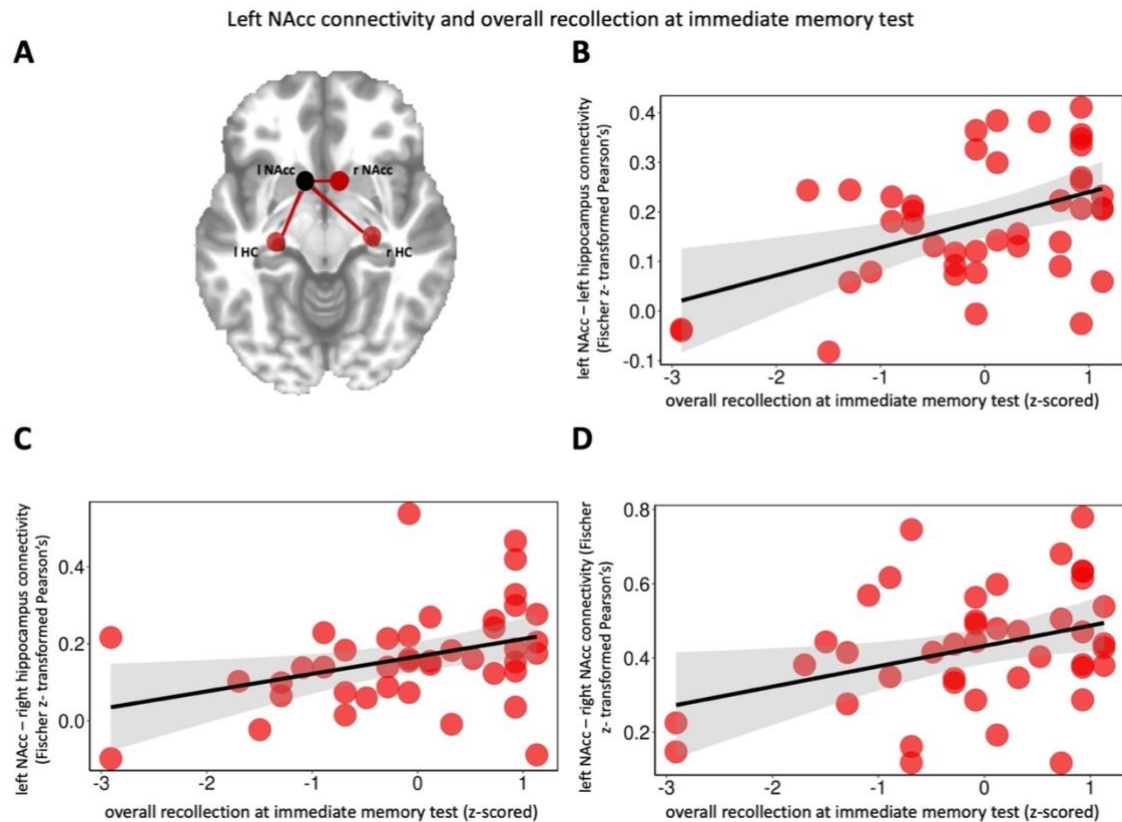 Left NAcc connectivity and overall recollection at immediate memory test
A
l NAcc
r NAcc
l HC
r HC
B
left NAcc – left hippocampus connectivity
(Fischer z- transformed Pearson's)
0.4
0.3
0.2
0.1
0.0
-0.1
-3
-2
-1
0
1
overall recollection at immediate memory test (z-scored)
C
left NAcc – right hippocampus connectivity
(Fischer z- transformed Pearson's)
0.4
0.2
0.0
-3
-2
-1
0
1
overall recollection at immediate memory test (z-scored)
D
left NAcc – right NAcc connectivity (Fischer
z- transformed Pearson's)
0.8
0.6
0.4
0.2
-3
-2
-1
0
1
overall recollection at immediate memory test (z-scored)